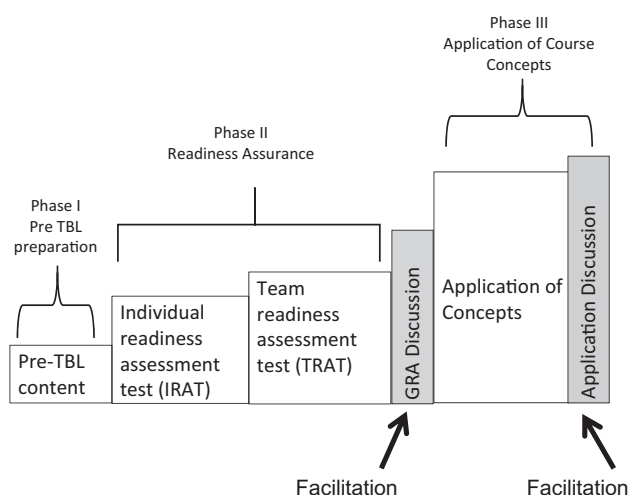 Phase III
Application of Course
Concepts
Phase II
Readiness Assurance
Phase I
Pre TBL
preparation
Pre-TBL
content
Individual
readiness
assessment
test (IRAT)
Team
readiness
assessment
test (TRAT)
GRA Discussion
Application of
Concepts
Application Discussion
Facilitation
Facilitation